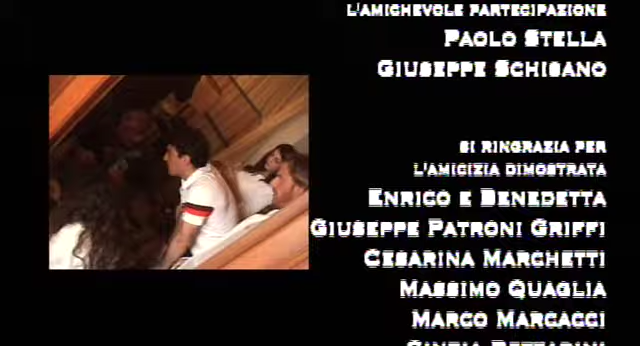 L'AMICHEVOLE PARTECIPAZIONE
PAOLO STELLA
GIUSEPPE SCHISANO
SI RINGRAZIA PER
L'AMICIZIA DIMOSTRATA
ENRICO E BENEDETTA
GIUSEPPE PATRONI GRIFFI
CESARINA MARCHETTI
MASSIMO QUAGLIA
MARCO MARCACCI